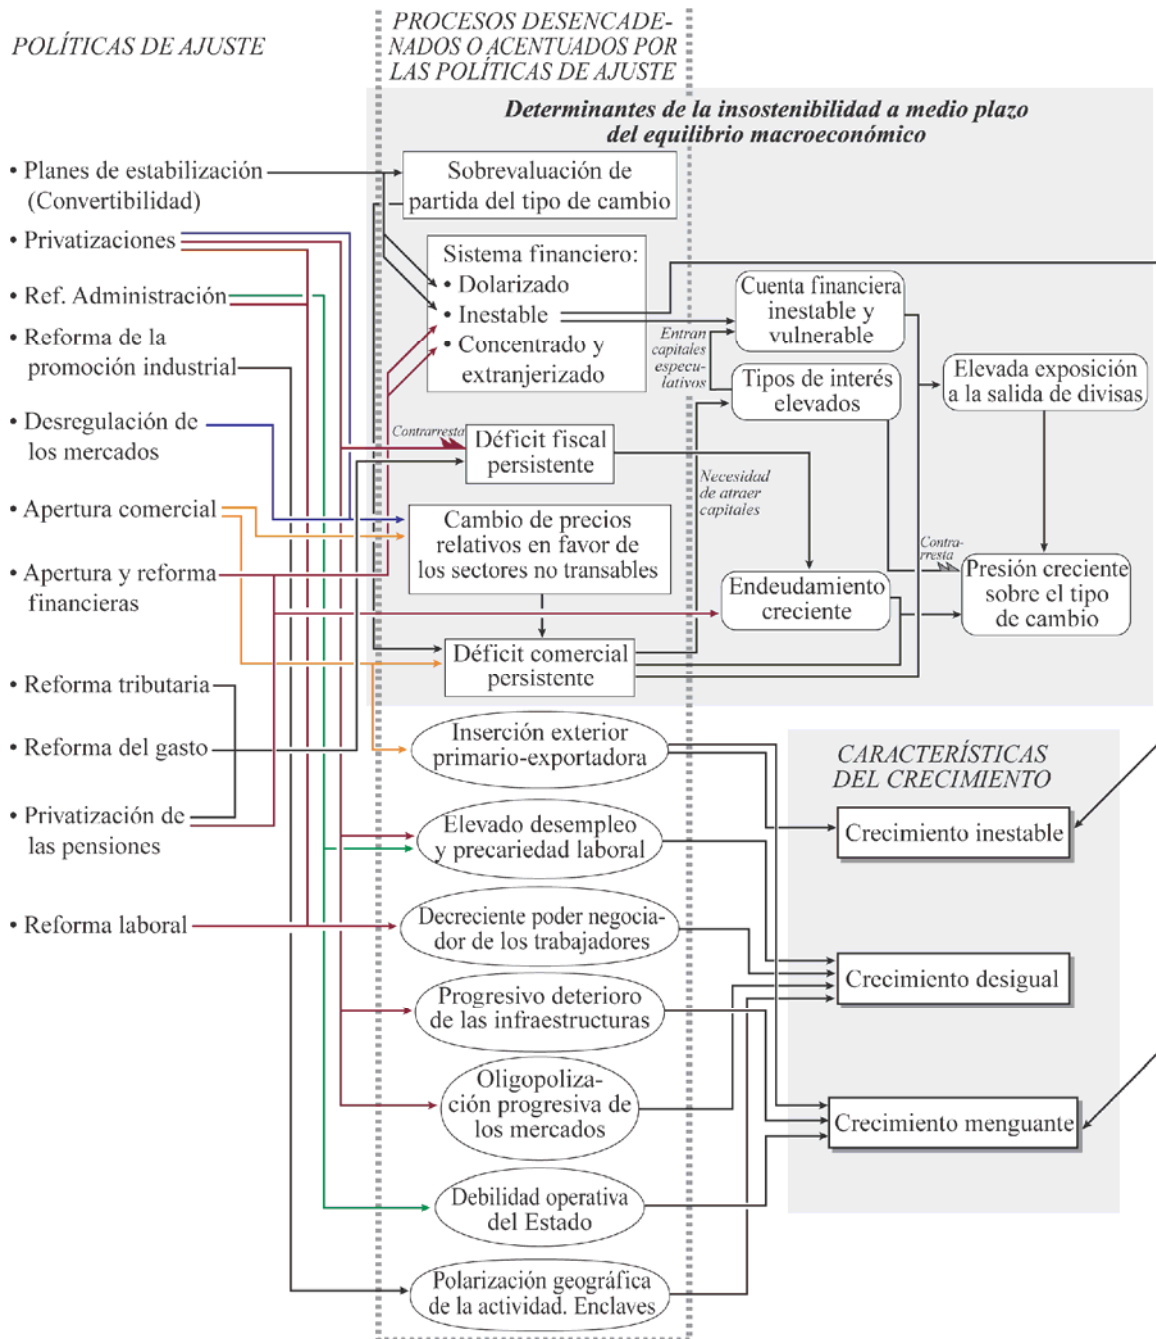 POLÍTICAS DE AJUSTE
PROCESOS DESENCADE-
NADOS O ACENTUADOS POR
LAS POLÍTICAS DE AJUSTE
Determinantes de la insostenibilidad a medio plazo
del equilibrio macroeconómico
• Planes de estabilización
(Convertibilidad)
• Privatizaciones
• Ref. Administración
• Reforma de la
promoción industrial
• Desregulación de
los mercados
• Apertura comercial
• Apertura y reforma
financieras
• Reforma tributaria
• Reforma del gasto
• Privatización de
las pensiones
• Reforma laboral
Sobrevaluación de
partida del tipo de cambio
Sistema financiero:
• Dolarizado
• Inestable
• Concentrado y
extranjerizado
Contrarresta
Déficit fiscal
persistente
Cambio de precios
relativos en favor de
los sectores no transables
Déficit comercial
persistente
Entran
capitales
especu-
lativos
Cuenta financiera
inestable y
vulnerable
Tipos de interés
elevados
Necesidad
de atraer
capitales
Endeudamiento
creciente
Elevada exposición
a la salida de divisas
Contra-
rresta
Presión creciente
sobre el tipo
de cambio
Inserción exterior
primario-exportadora
Elevado desempleo
y precariedad laboral
Decreciente poder negocia-
dor de los trabajadores
Progresivo deterioro
de las infraestructuras
Oligopoliza-
ción progresiva de
los mercados
Debilidad operativa
del Estado
Polarización geográfica
de la actividad. Enclaves
CARACTERÍSTICAS
DEL CRECIMIENTO
Crecimiento inestable
Crecimiento desigual
Crecimiento menguante